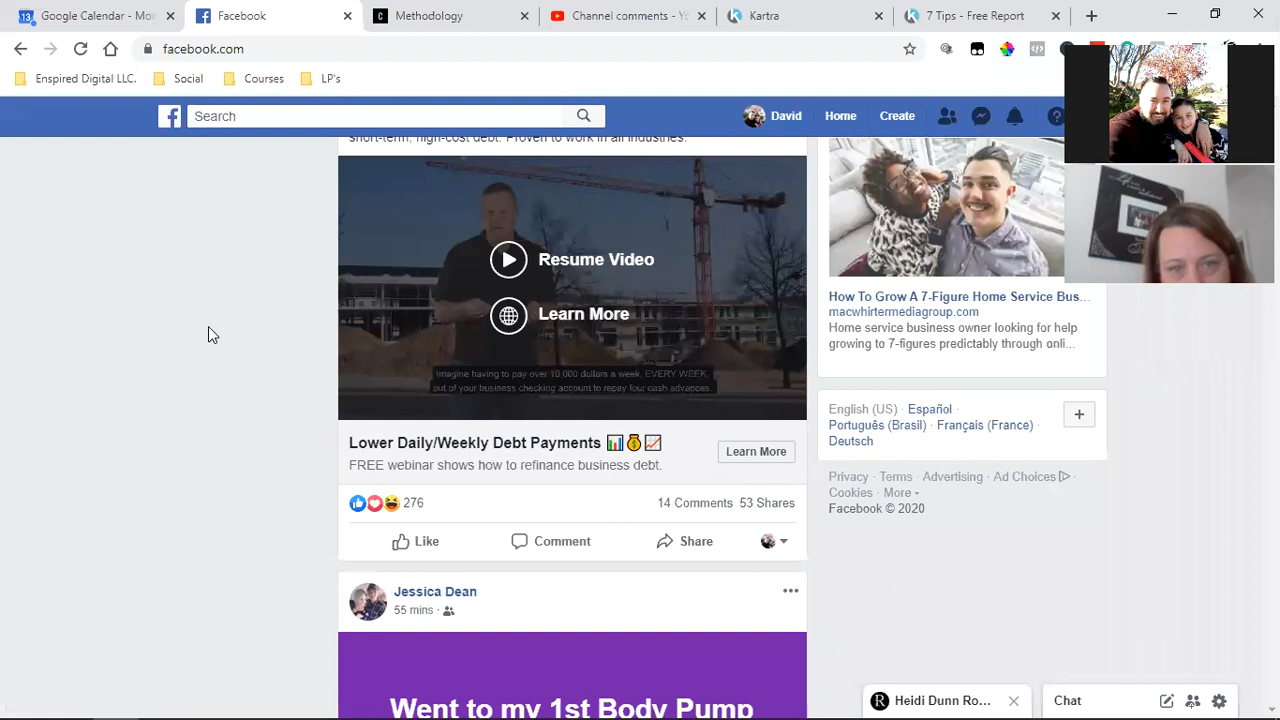 Google Calendar - Mo
Facebook
Methodology
Channel comments - Y
Kartra
7 Tips - Free Report
facebook.com
Enspired Digital LLC.
Social
Courses
LP's
Search
David
Home
Create
short-term, high-cost debt. Proven to work in all industries.
Resume Video
Learn More
Imagine having to pay over 10,000 dollars a week, EVERY WEEK,
out of your business checking account to repay four cash advances.
Lower Daily/Weekly Debt Payments
FREE webinar shows how to refinance business debt.
Learn More
276
14 Comments 53 Shares
Like
Comment
Share
Jessica Dean
55 mins ·
Went to my 1st Body Pump
How To Grow A 7-Figure Home Service Bus...
macwhirtermediagroup.com
Home service business owner looking for help
growing to 7-figures predictably through onli...
English (US) · Español ·
Português (Brasil) · Français (France) ·
Deutsch
Privacy · Terms · Advertising · Ad Choices ·
Cookies · More
Facebook © 2020
Heidi Dunn Ro...
Chat